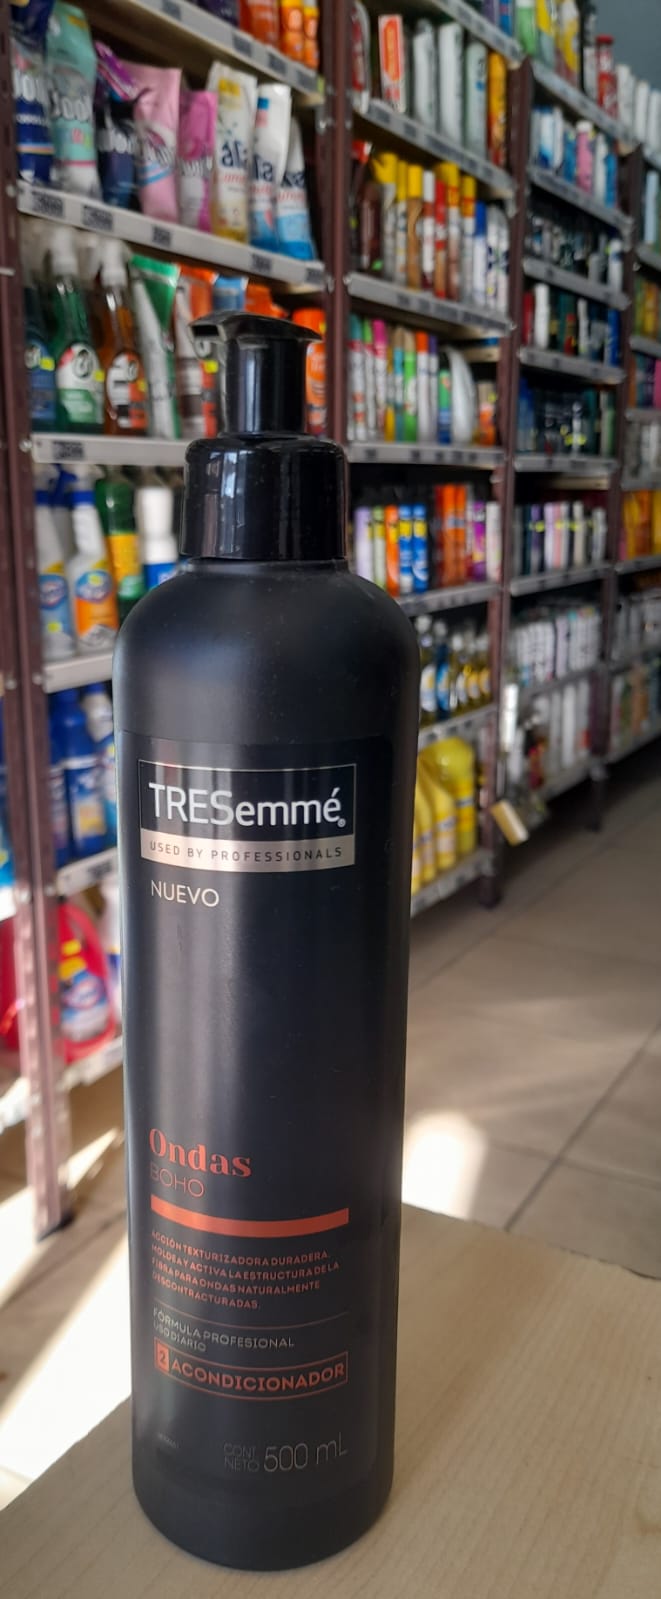 TRESemmé®
USED BY PROFESSIONALS
NUEVO
Ondas
BOHO
ACCIÓN TEXTURIZADORA DURADERA.
MOLDEA Y ACTIVA LA ESTRUCTURA DE LA
FIBRA PARA ONDAS NATURALMENTE
DESCONTRACTURADAS.
FÓRMULA PROFESIONAL
USO DIARIO
2 ACONDICIONADOR
CONT.
NETO 500 mL